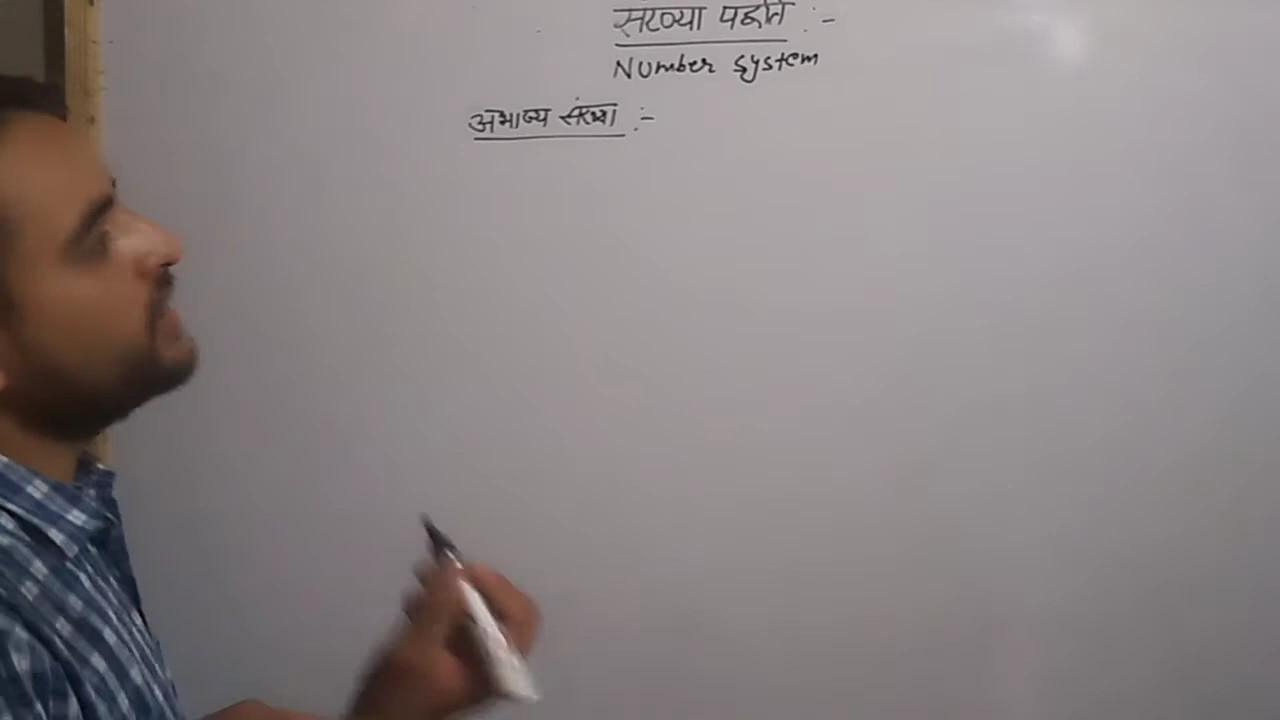 संख्या पद्धति :-
Number system
अभाज्य संख्या :-